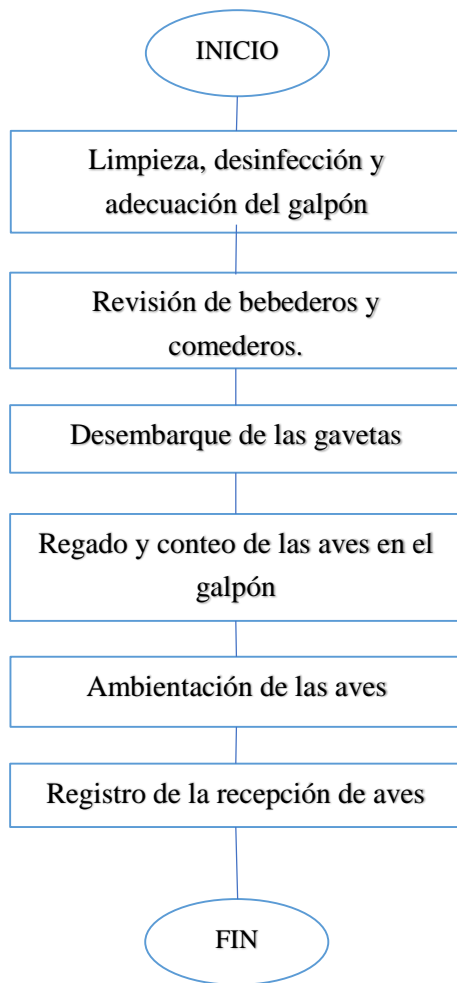 INICIO
Limpieza, desinfección y
adecuación del galpón
Revisión de bebederos y
comederos.
Desembarque de las gavetas
Regado y conteo de las aves en el
galpón
Ambientación de las aves
Registro de la recepción de aves
FIN